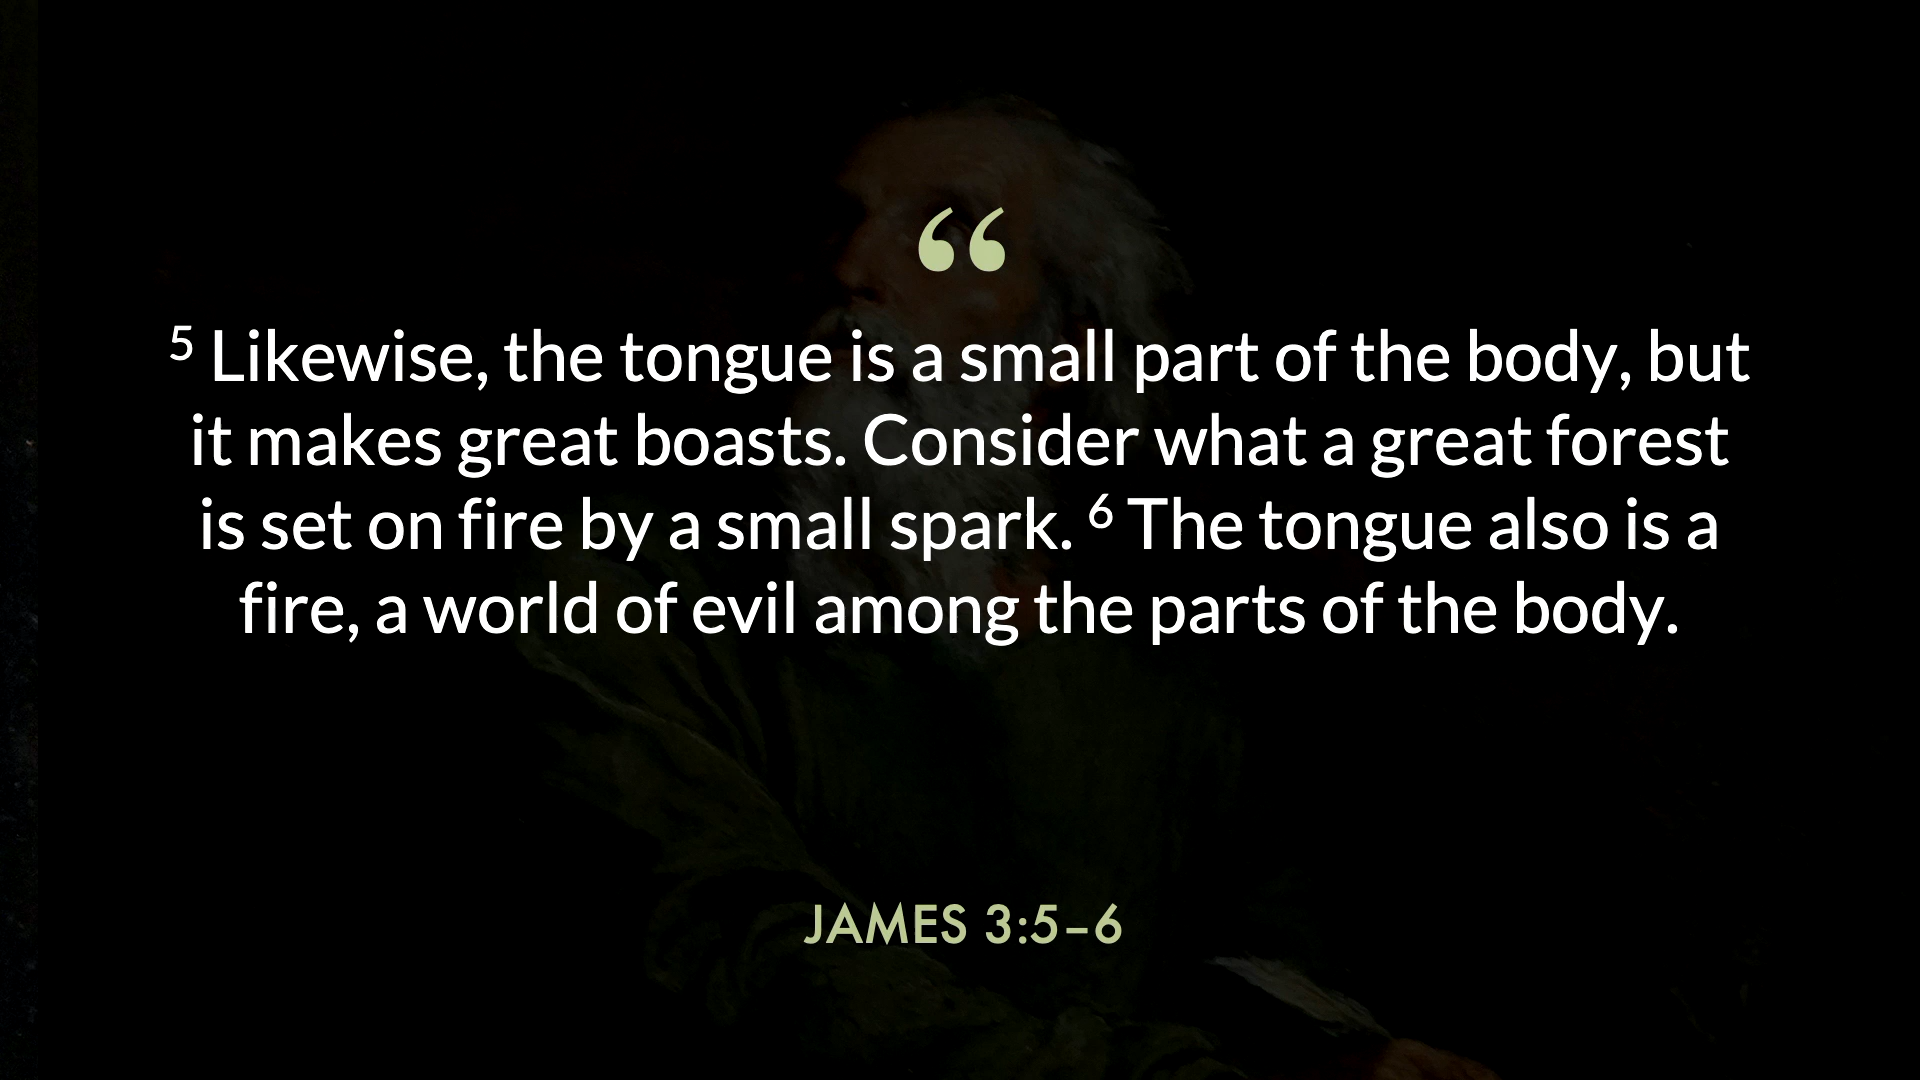 “
⁵ Likewise, the tongue is a small part of the body, but
it makes great boasts. Consider what a great forest
is set on fire by a small spark. ⁶ The tongue also is a
fire, a world of evil among the parts of the body.
JAMES 3:5–6